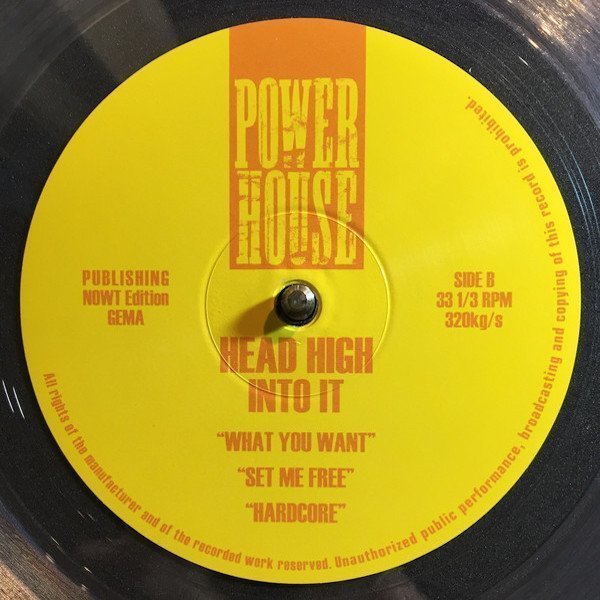 POWER
HOUSE
PUBLISHING
NOWT Edition
GEMA
SIDE B
33 1/3 RPM
320kg/s
HEAD HIGH
INTO IT
“WHAT YOU WANT”
“SET ME FREE”
“HARDCORE”
All rights of the manufacturer and of the recorded work reserved. Unauthorized public performance, broadcasting and copying of this record is prohibited.